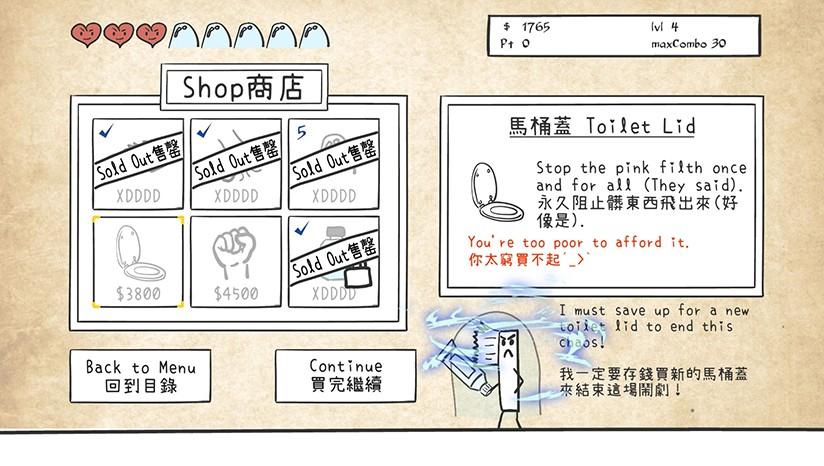 $ 1765 lvl 4
Pt 0 maxCombo 30
Shop商店
Sold Out售罄
XDDDD
Sold Out售罄
XDDDD
5
Sold Out售罄
XDDDD
$3800
$4500
Sold Out售罄
XDDDD
馬桶蓋 Toilet Lid
Stop the pink filth once
and for all (They said).
永久阻止髒東西飛出來(好
像是).
You're too poor to afford it.
你太窮買不起ˊ_>ˋ
I must save up for a new
toilet lid to end this
chaos!
我一定要存錢買新的馬桶蓋
來結束這場鬧劇！
Back to Menu
回到目錄
Continue
買完繼續